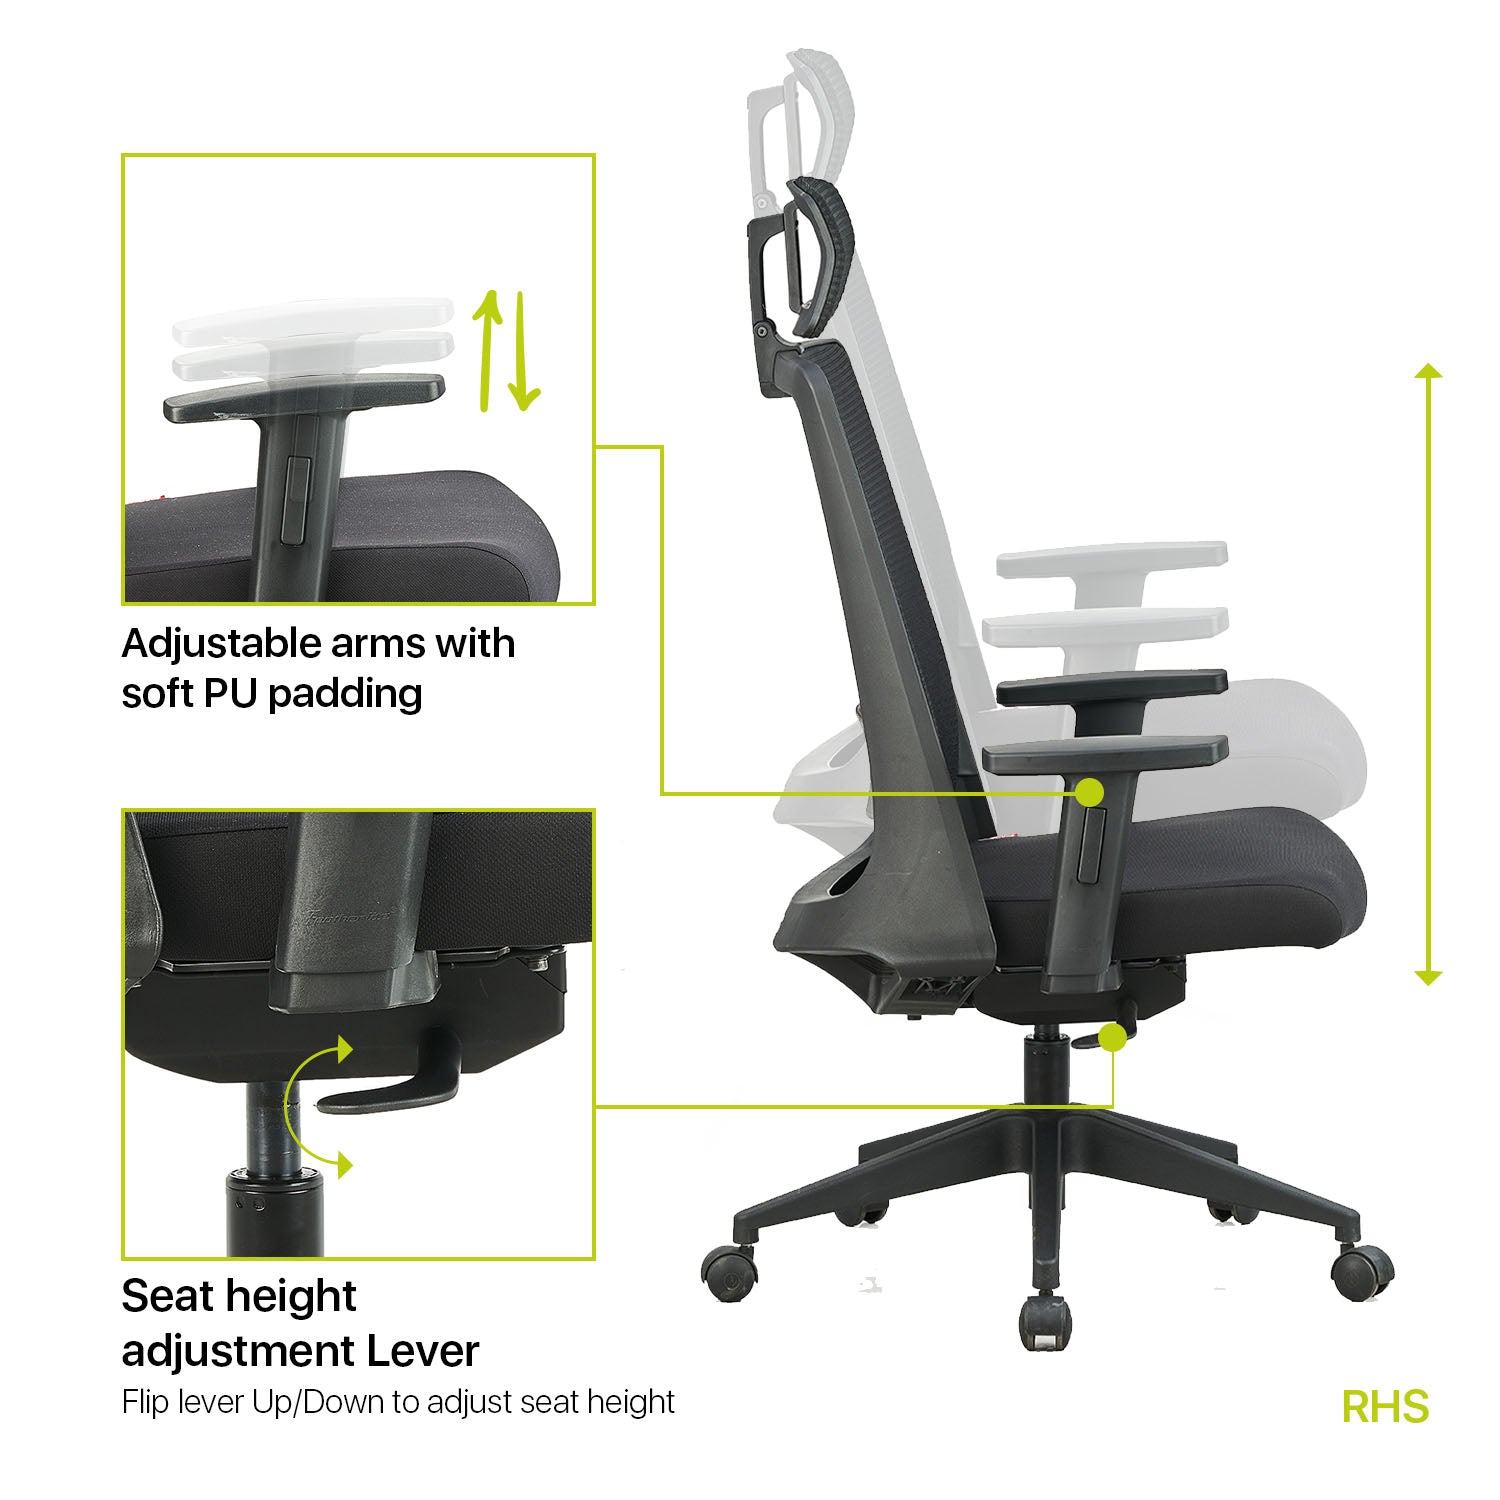 Adjustable arms with
soft PU padding
Featherlite
Seat height
adjustment Lever
Flip lever Up/Down to adjust seat height
RHS